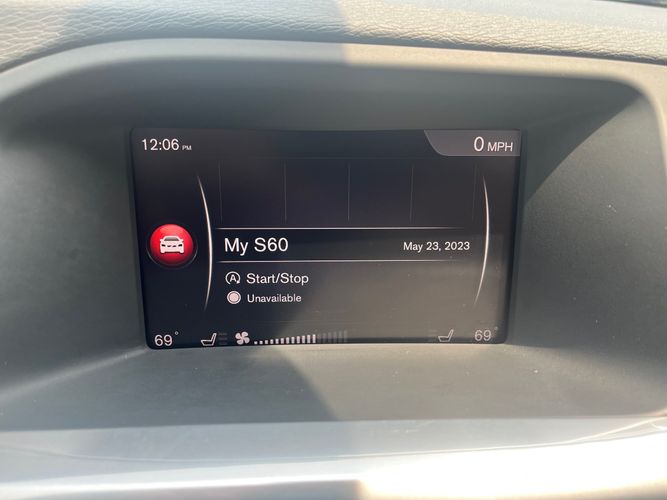 12:06 PM
0 MPH
My S60
May 23, 2023
A Start/Stop
Unavailable
69°
69°